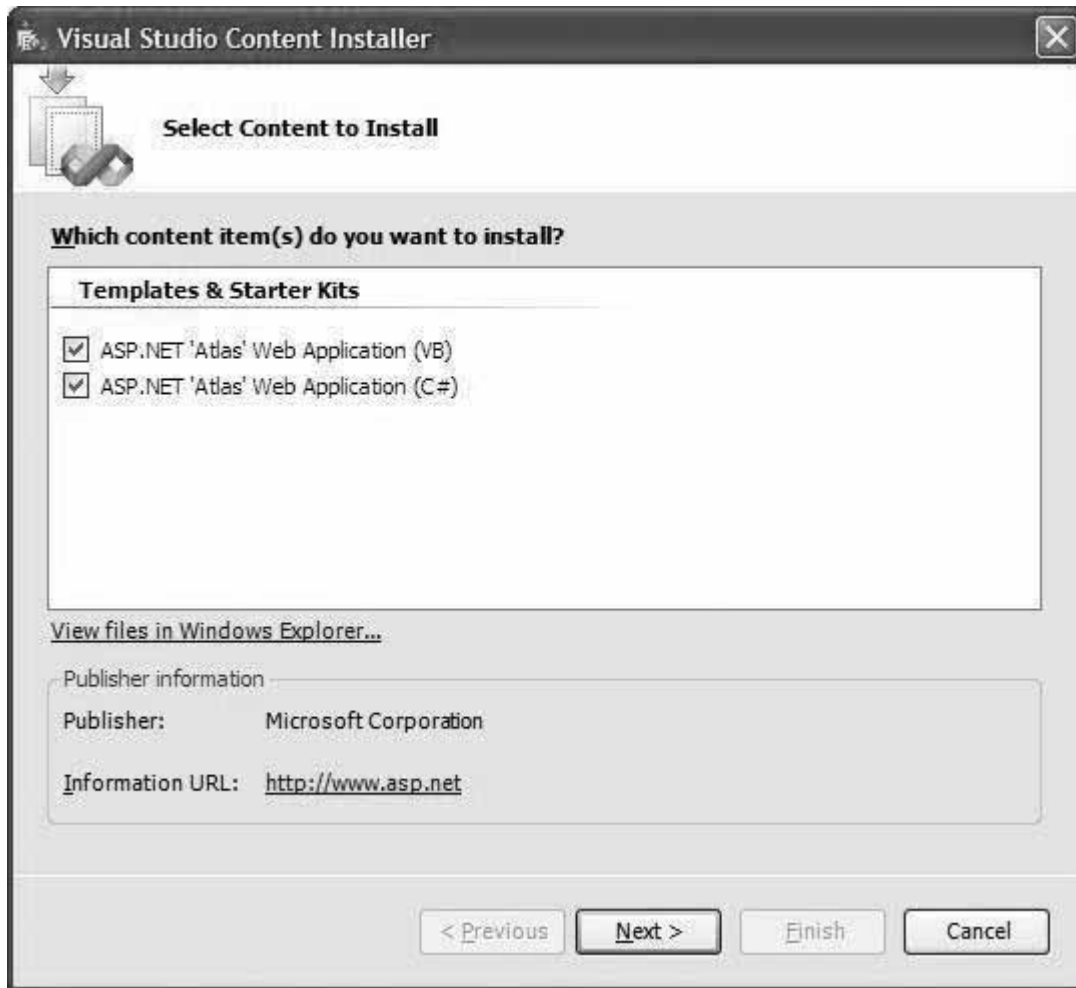 Visual Studio Content Installer
Select Content to Install
Which content item(s) do you want to install?
Templates & Starter Kits
ASP.NET 'Atlas' Web Application (VB)
ASP.NET 'Atlas' Web Application (C#)
View files in Windows Explorer...
Publisher information
Publisher: Microsoft Corporation
Information URL: http://www.asp.net
< Previous Next > Finish Cancel